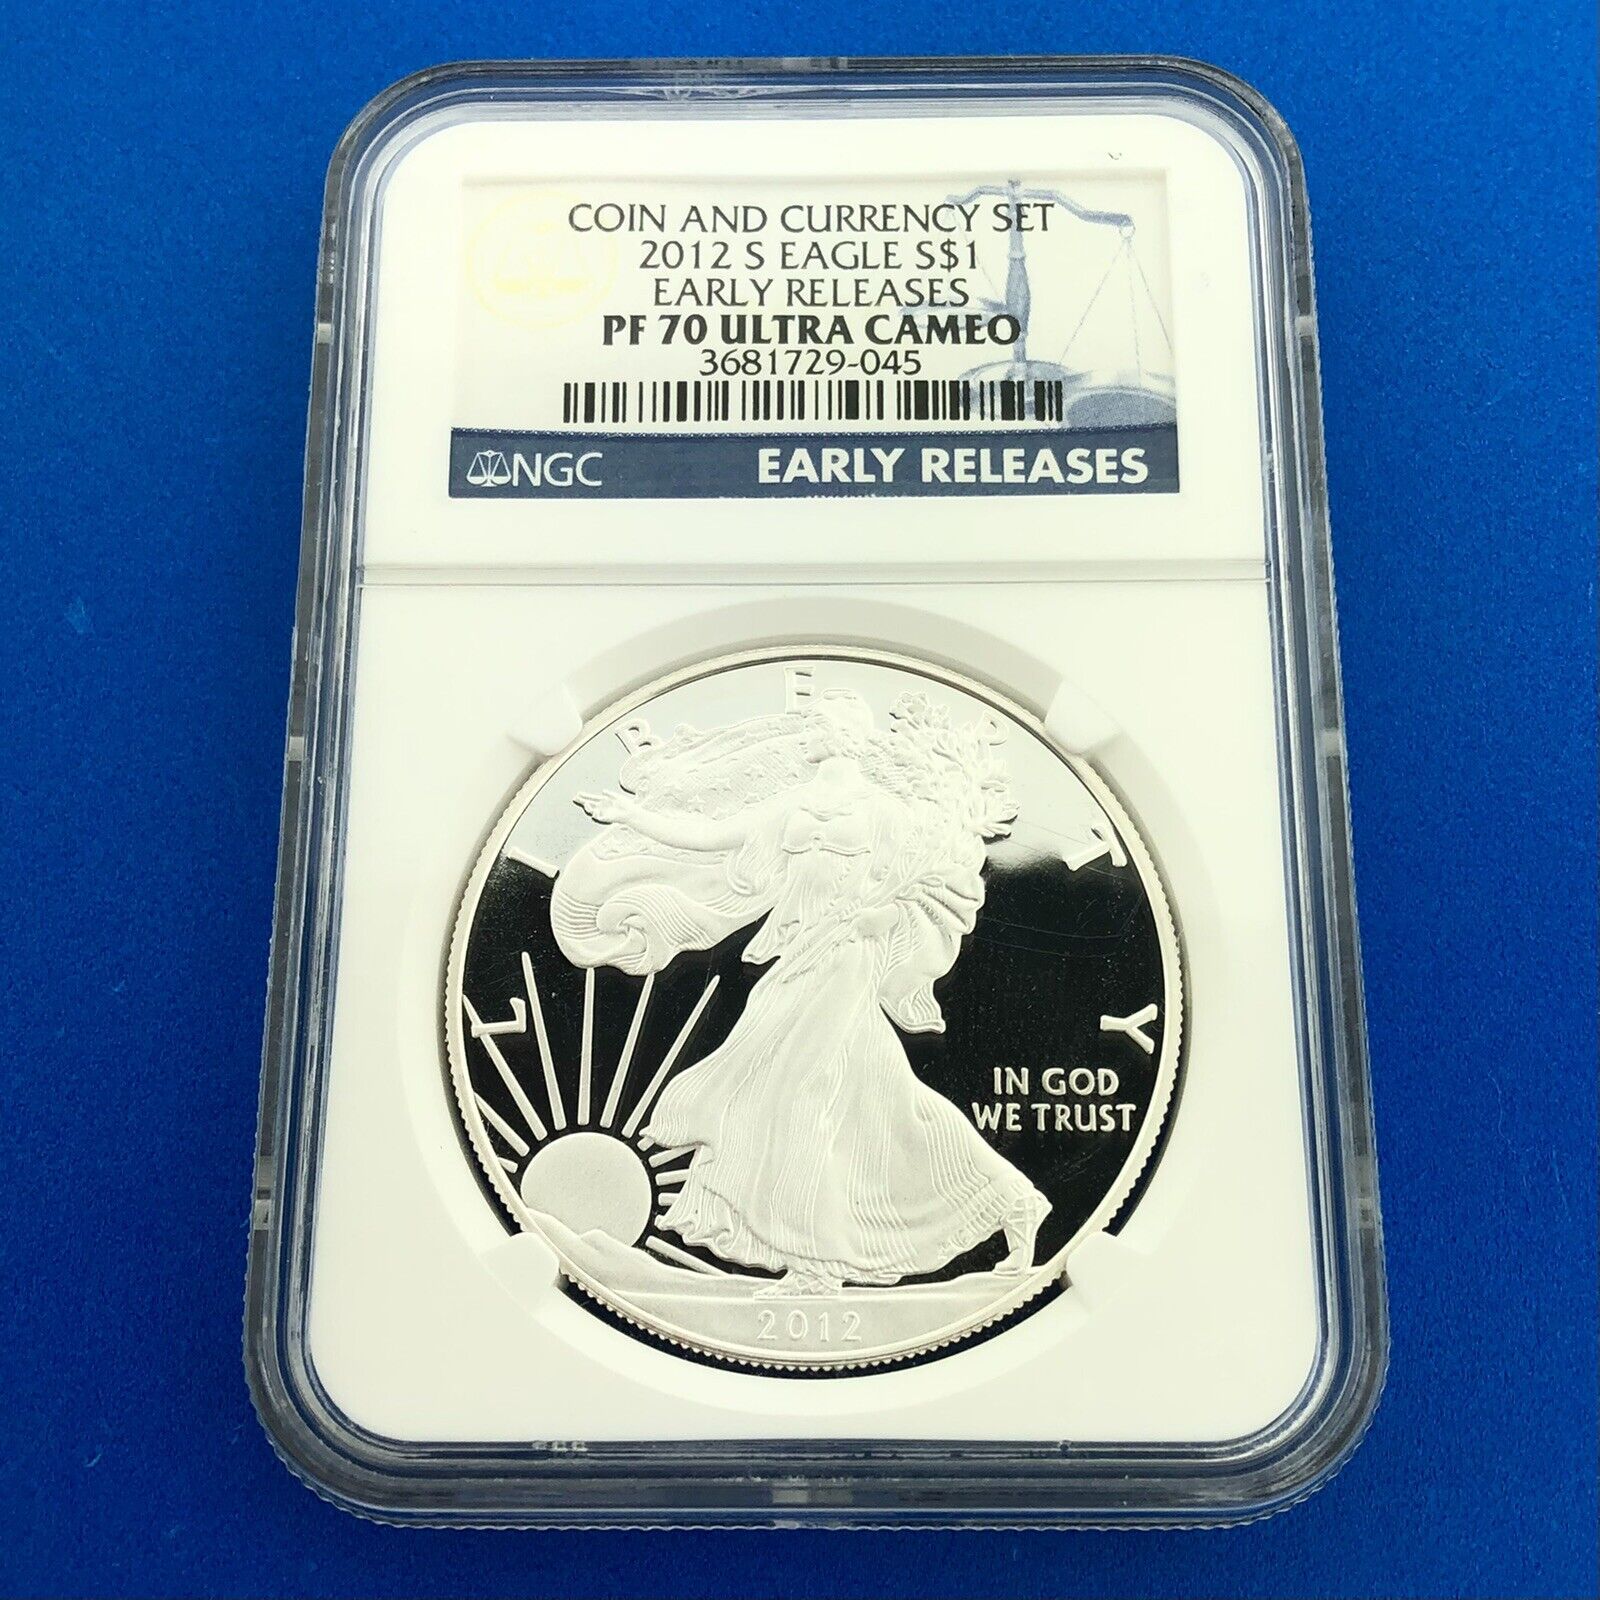 COIN AND CURRENCY SET
2012 S EAGLE S$1
EARLY RELEASES
PF 70 ULTRA CAMEO
3681729-045
NGC
EARLY RELEASES
LIBERTY
IN GOD
WE TRUST
2012